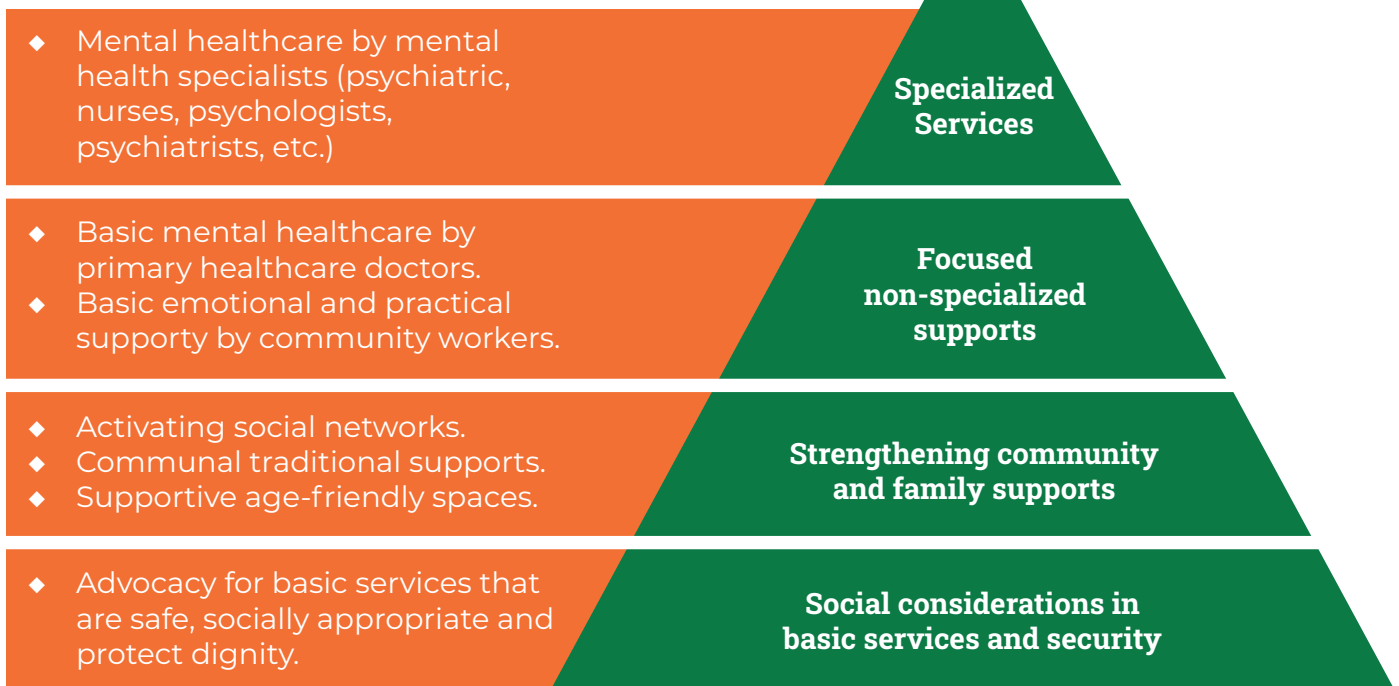 ◆ Mental healthcare by mental
health specialists (psychiatric,
nurses, psychologists,
psychiatrists, etc.)
Specialized
Services
◆ Basic mental healthcare by
primary healthcare doctors.
◆ Basic emotional and practical
supporty by community workers.
Focused
non-specialized
supports
◆ Activating social networks.
◆ Communal traditional supports.
◆ Supportive age-friendly spaces.
Strengthening community
and family supports
◆ Advocacy for basic services that
are safe, socially appropriate and
protect dignity.
Social considerations in
basic services and security